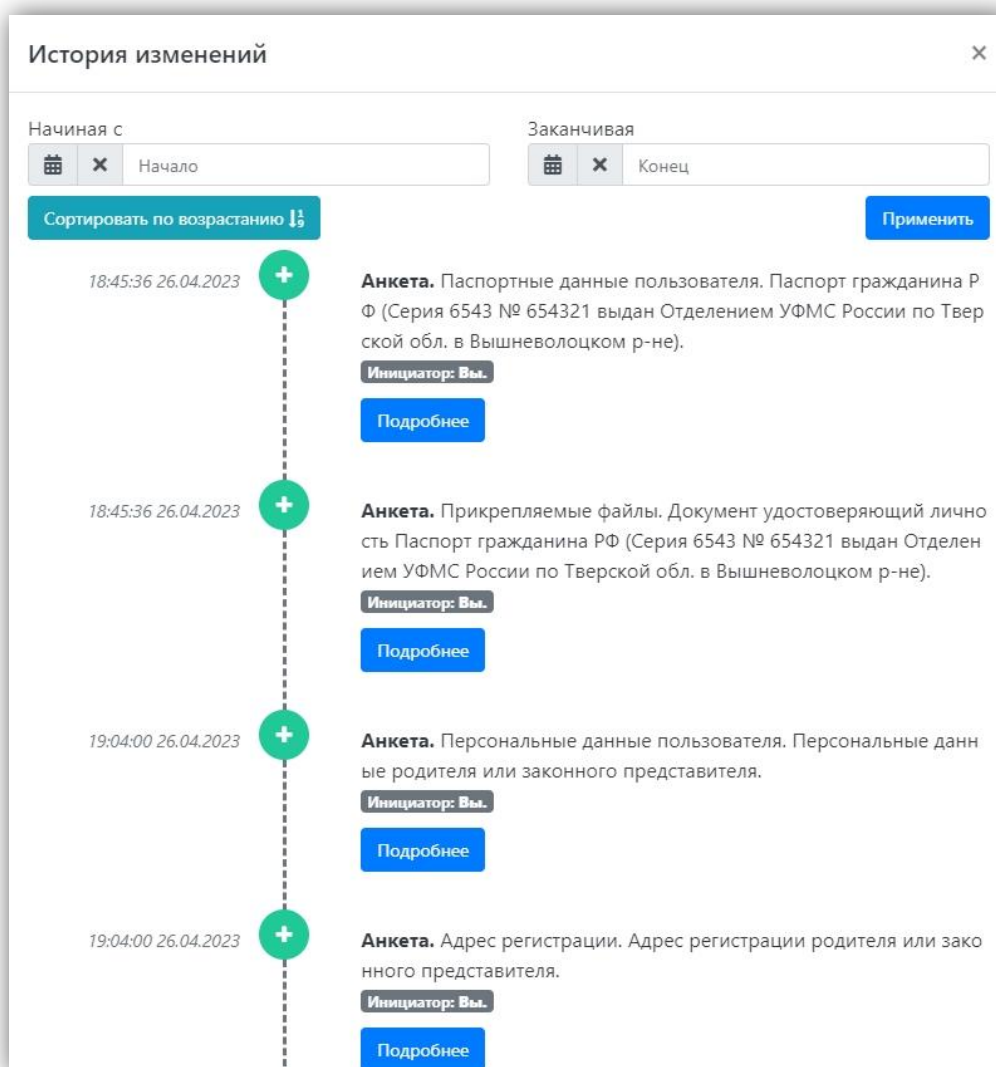 История изменений
Начиная с
Заканчивая
Начало
Конец
Сортировать по возрастанию
Применить
18:45:36 26.04.2023
Анкета. Паспортные данные пользователя. Паспорт гражданина Р
Ф (Серия 6543 № 654321 выдан Отделением УФМС России по Твер
ской обл. в Вышневолоцком р-не).
Инициатор: Вы.
Подробнее
18:45:36 26.04.2023
Анкета. Прикрепляемые файлы. Документ удостоверяющий лично
сть Паспорт гражданина РФ (Серия 6543 № 654321 выдан Отделен
ием УФМС России по Тверской обл. в Вышневолоцком р-не).
Инициатор: Вы.
Подробнее
19:04:00 26.04.2023
Анкета. Персональные данные пользователя. Персональные данн
ые родителя или законного представителя.
Инициатор: Вы.
Подробнее
19:04:00 26.04.2023
Анкета. Адрес регистрации. Адрес регистрации родителя или зако
нного представителя.
Инициатор: Вы.
Подробнее